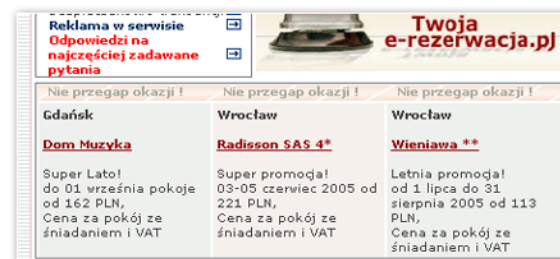 Reklama w serwisie
Odpowiedzi na
najczęściej zadawane
pytania
Twoja
e-rezerwacja.pl
Nie przegap okazji !
Nie przegap okazji !
Nie przegap okazji !
Gdańsk
Dom Muzyka
Super Lato!
do 01 września pokoje
od 162 PLN,
Cena za pokój ze
śniadaniem i VAT
Wrocław
Radisson SAS 4*
Super promocja!
03-05 czerwiec 2005 od
221 PLN,
Cena za pokój ze
śniadaniem i VAT
Wrocław
Wieniawa **
Letnia promocja!
od 1 lipca do 31
sierpnia 2005 od 113
PLN,
Cena za pokój ze
śniadaniem i VAT